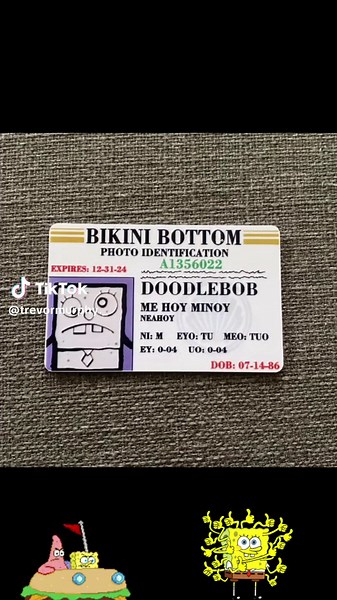 BIKINI BOTTOM
PHOTO IDENTIFICATION
EXPIRES: 12-31-24
A1356022
TikTok
DOODLEBOB
ME HOY MINOY
NEAHOY
NI: M EYO: TU MEO: TUO
EY: 0-04 UO: 0-04
DOB: 07-14-86